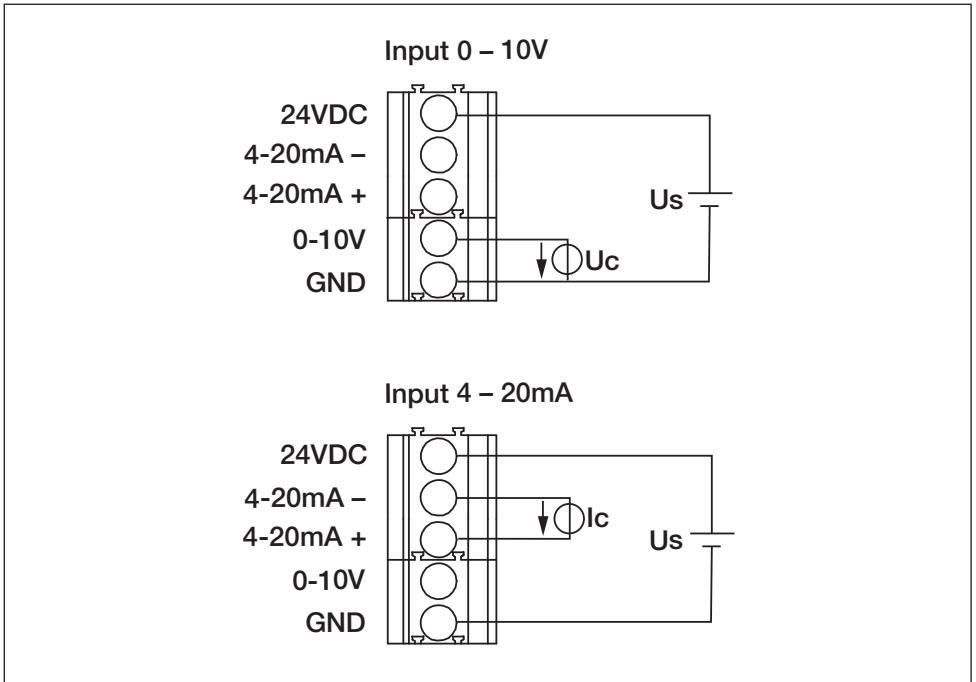 Input 0 – 10V
24VDC
4-20mA –
4-20mA +
0-10V
GND
Us
Uc
Input 4 – 20mA
24VDC
4-20mA –
4-20mA +
0-10V
GND
Ic
Us